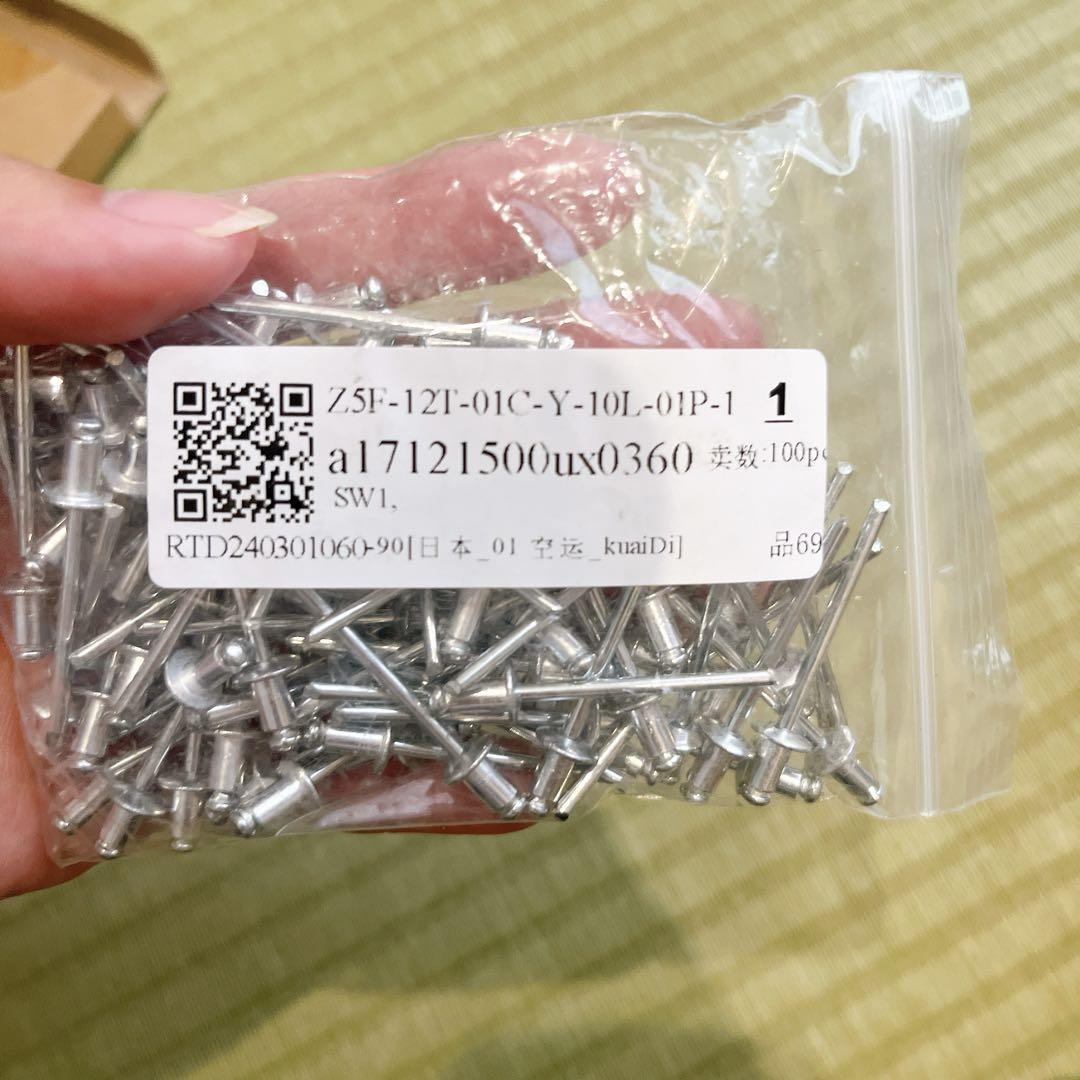 Z5F-12T-01C-Y-10L-01P-1 1
a17121500ux0360 卖数:100pc
SW1,
RTD240301060-90[日本_01 空运_kuaiDi] 品69